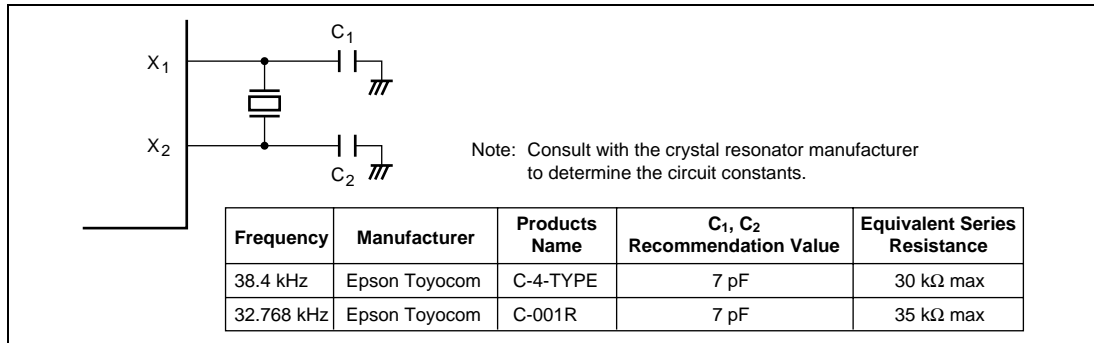 C1
X1
X2
C2
Note: Consult with the crystal resonator manufacturer
to determine the circuit constants.
Frequency Manufacturer Products Name C1, C2 Recommendation Value Equivalent Series Resistance
38.4 kHz Epson Toyocom C-4-TYPE 7 pF 30 kΩ max
32.768 kHz Epson Toyocom C-001R 7 pF 35 kΩ max